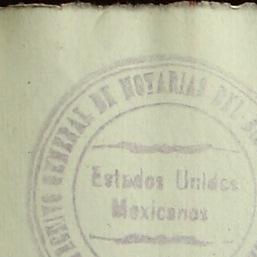 ARCHIVO GENERAL DE NOTARIAS DEL
Estados Unidos
Mexicanos